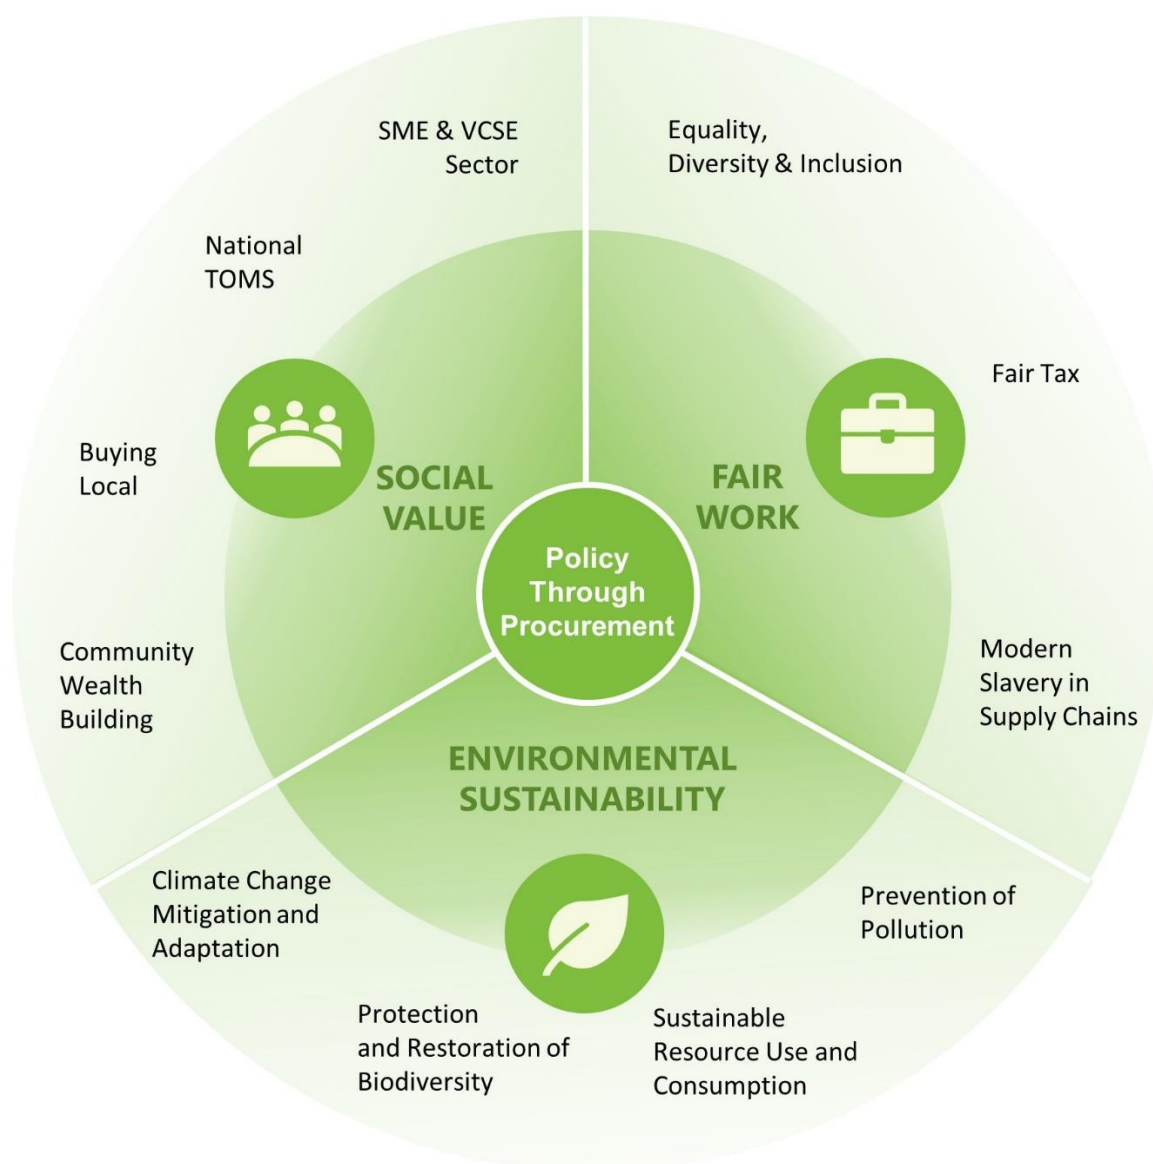 SME & VCSE
Sector
National
TOMS
Buying
Local
Community
Wealth
Building
SOCIAL
VALUE
Equality,
Diversity & Inclusion
Fair Tax
Modern
Slavery in
Supply Chains
FAIR
WORK
Policy
Through
Procurement
ENVIRONMENTAL
SUSTAINABILITY
Climate Change
Mitigation and
Adaptation
Protection
and Restoration of
Biodiversity
Sustainable
Resource Use and
Consumption
Prevention of
Pollution